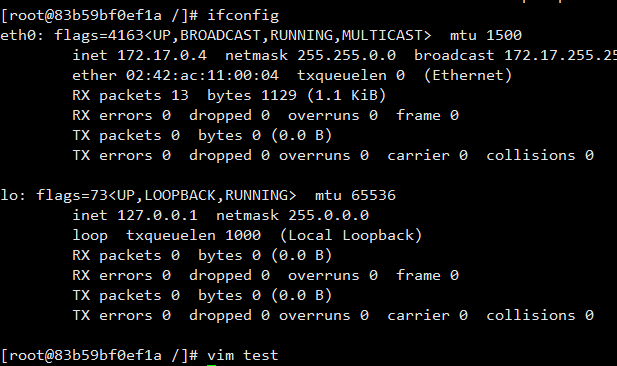 [root@83b59bf0ef1a /]# ifconfig
eth0: flags=4163<UP,BROADCAST,RUNNING,MULTICAST>  mtu 1500
        inet 172.17.0.4  netmask 255.255.0.0  broadcast 172.17.255.25
        ether 02:42:ac:11:00:04  txqueuelen 0  (Ethernet)
        RX packets 13  bytes 1129 (1.1 KiB)
        RX errors 0  dropped 0  overruns 0  frame 0
        TX packets 0  bytes 0 (0.0 B)
        TX errors 0  dropped 0 overruns 0  carrier 0  collisions 0

lo: flags=73<UP,LOOPBACK,RUNNING>  mtu 65536
        inet 127.0.0.1  netmask 255.0.0.0
        loop  txqueuelen 1000  (Local Loopback)
        RX packets 0  bytes 0 (0.0 B)
        RX errors 0  dropped 0  overruns 0  frame 0
        TX packets 0  bytes 0 (0.0 B)
        TX errors 0  dropped 0 overruns 0  carrier 0  collisions 0

[root@83b59bf0ef1a /]# vim test